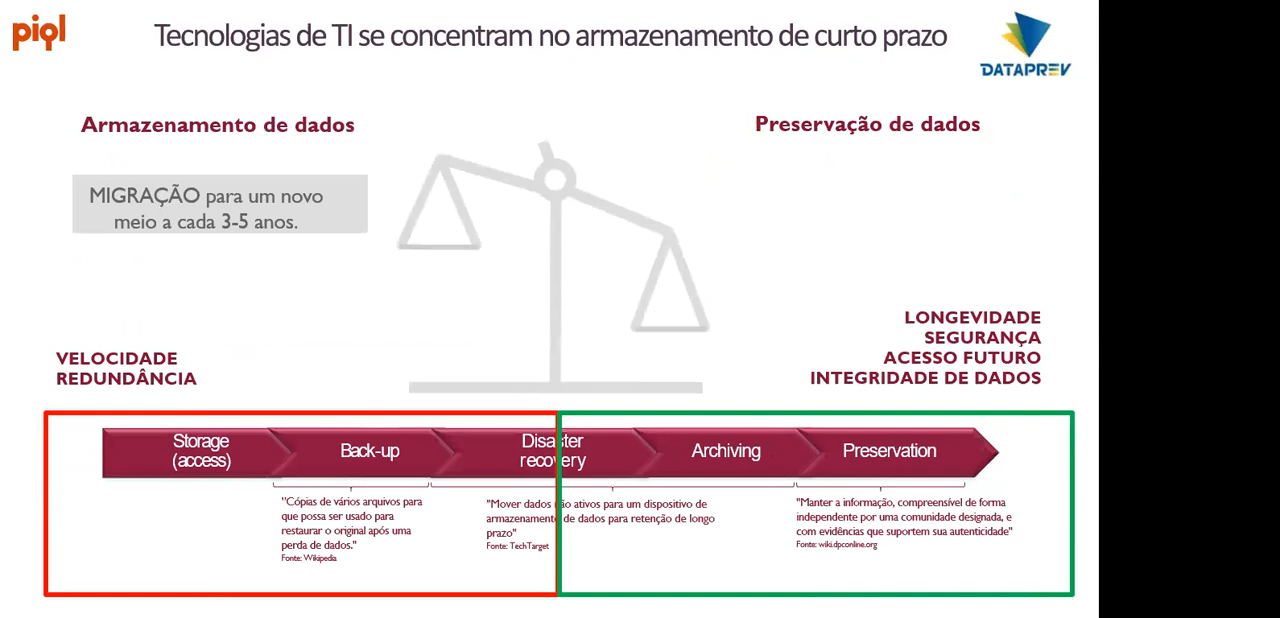 piql
Tecnologias de TI se concentram no armazenamento de curto prazo
DATAPREV
Armazenamento de dados
Preservação de dados
MIGRAÇÃO para um novo
meio a cada 3-5 anos.
LONGEVIDADE
SEGURANÇA
ACESSO FUTURO
INTEGRIDADE DE DADOS
VELOCIDADE
REDUNDÂNCIA
Storage
(access)
Back-up
Disaster
recovery
Archiving
Preservation
"Cópias de vários arquivos para
que possa ser usado para
restaurar o original após uma
perda de dados."
Fonte: Wikipedia
"Mover dados não ativos para um dispositivo de
armazenamento de dados para retenção de longo
prazo"
Fonte: TechTarget
"Manter a informação, compreensível de forma
independente por uma comunidade designada, e
com evidências que suportem sua autenticidade"
Fonte: wiki.dpconline.org